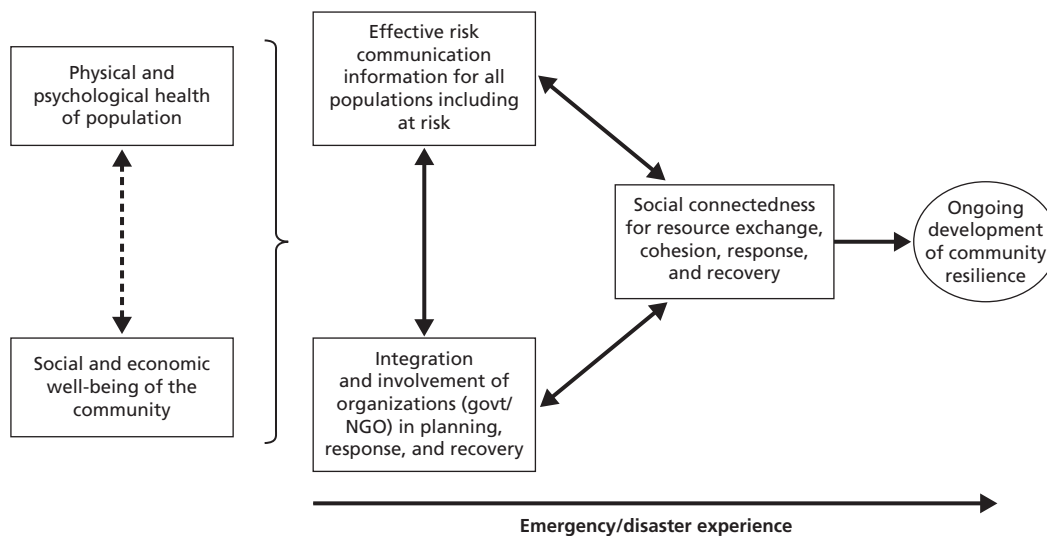 Physical and
psychological health
of population
Social and economic
well-being of the
community
Effective risk
communication
information for all
populations including
at risk
Integration
and involvement of
organizations (govt/
NGO) in planning,
response, and recovery
Social connectedness
for resource exchange,
cohesion, response,
and recovery
Ongoing
development
of community
resilience
Emergency/disaster experience